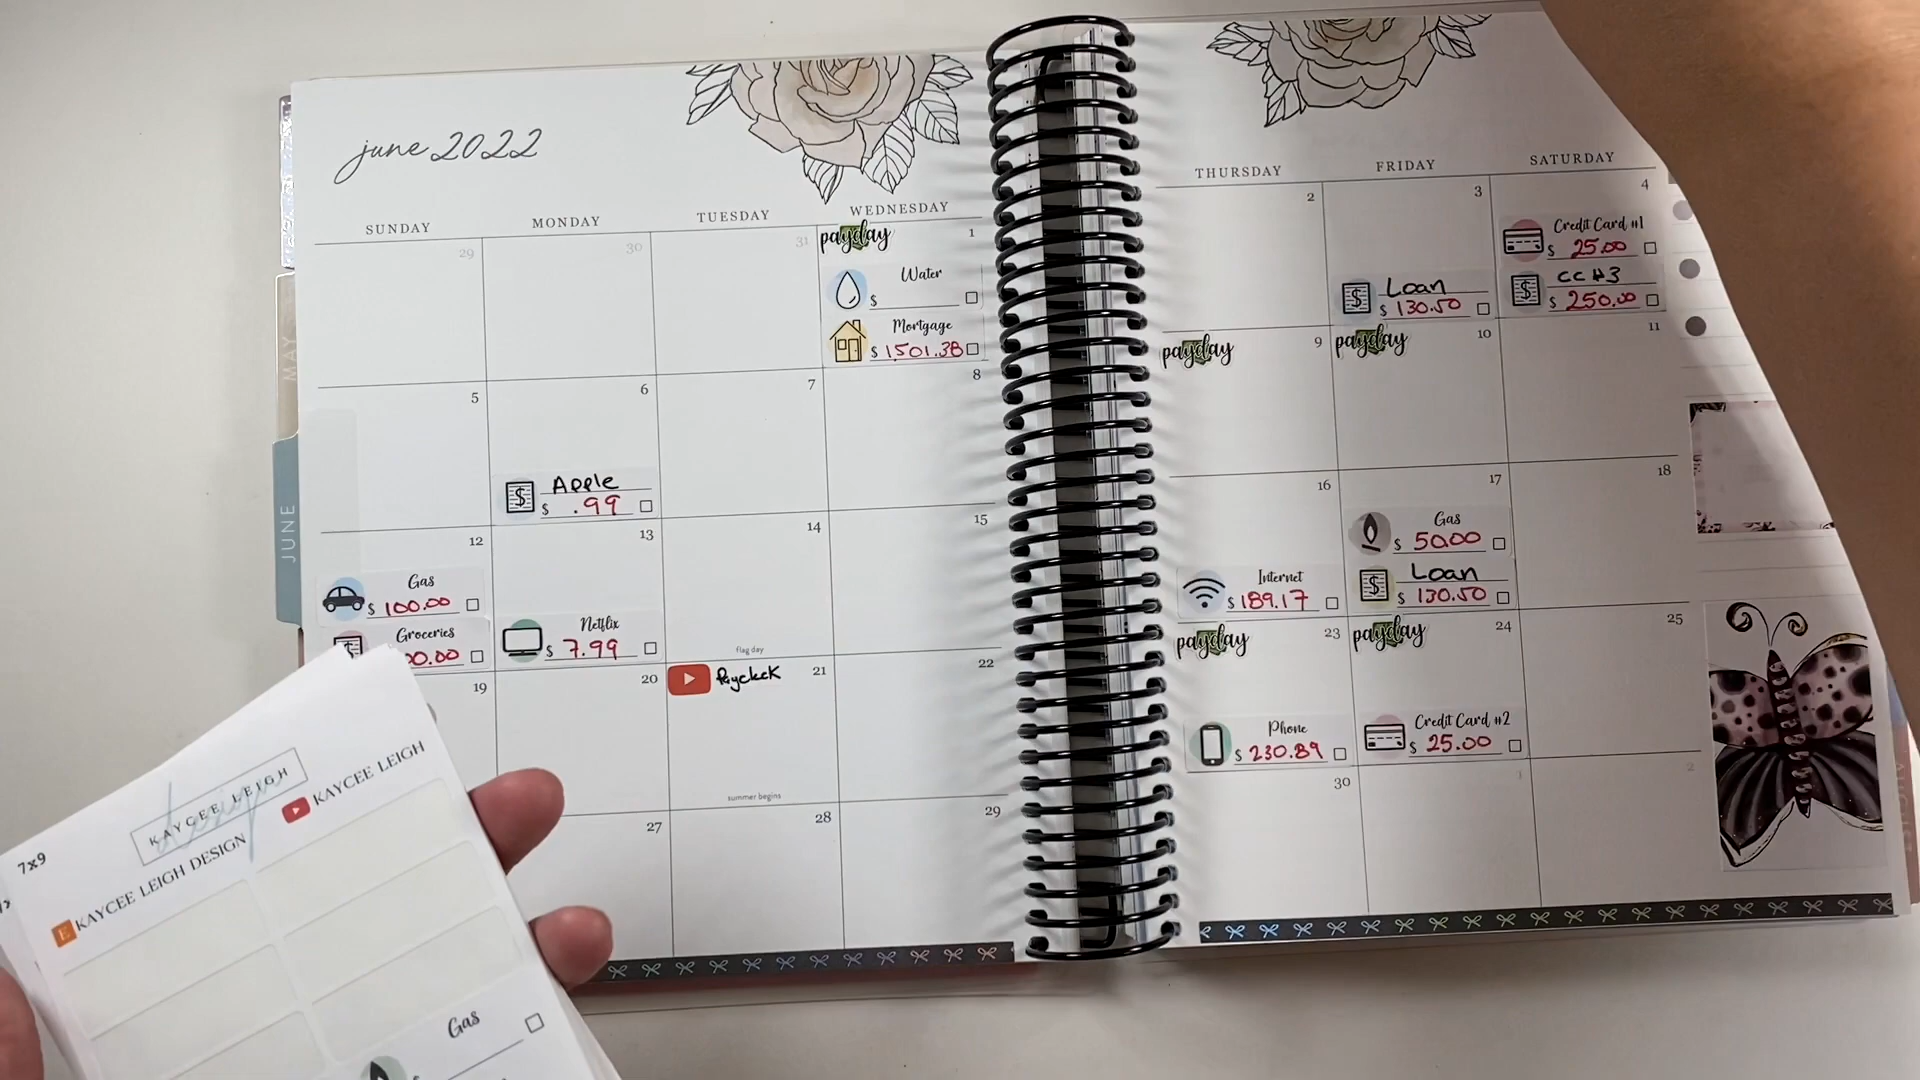 june 2022
SUNDAY MONDAY TUESDAY WEDNESDAY THURSDAY FRIDAY SATURDAY
29 30 31 payday 1 2 3 4
Water
$
Mortgage
$ 1501.38
Loan
$ 130.50
Credit Card #1
$ 25.00
CC #3
$ 250.00
5 6 7 8 payday 9 payday 10 11
Apple
$ .99
12 13 14 15 16 17 18
Gas
$ 100.00
Groceries
00.00
Netflix
$ 7.99
flag day
Internet
$ 189.17
Gas
$ 50.00
Loan
$ 130.50
19 20 Paycheck 21 22 payday 23 payday 24 25
summer begins
Phone
$ 230.89
Credit Card #2
$ 25.00
27 28 29 30 1 2
MAY
JUNE
7x9
KAYCEE LEIGH
KAYCEE LEIGH DESIGN
KAYCEE LEIGH
Gas